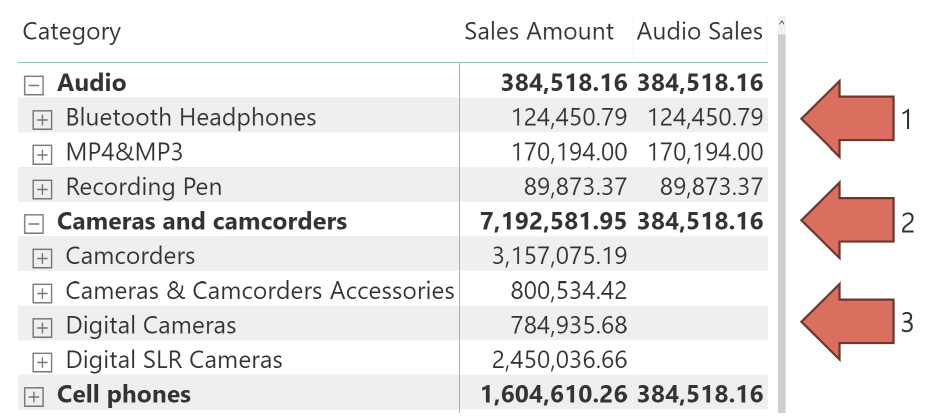 Category Sales Amount Audio Sales
Audio 384,518.16 384,518.16
Bluetooth Headphones 124,450.79 124,450.79 1
MP4&MP3 170,194.00 170,194.00
Recording Pen 89,873.37 89,873.37
Cameras and camcorders 7,192,581.95 384,518.16 2
Camcorders 3,157,075.19
Cameras & Camcorders Accessories 800,534.42
Digital Cameras 784,935.68 3
Digital SLR Cameras 2,450,036.66
Cell phones 1,604,610.26 384,518.16